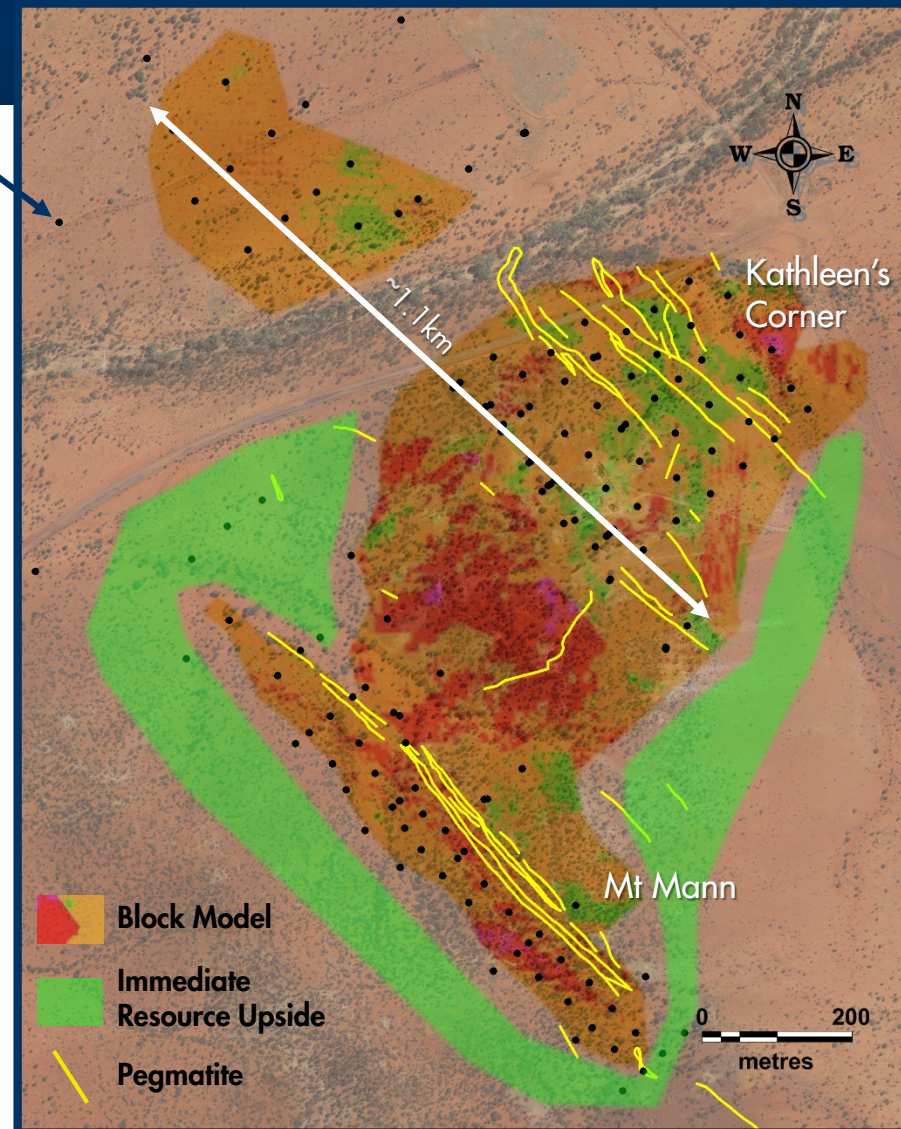 N
W E
S
Kathleen's
Corner
~1.1km
Mt Mann
Block Model
Immediate
Resource Upside
Pegmatite
0 200
metres